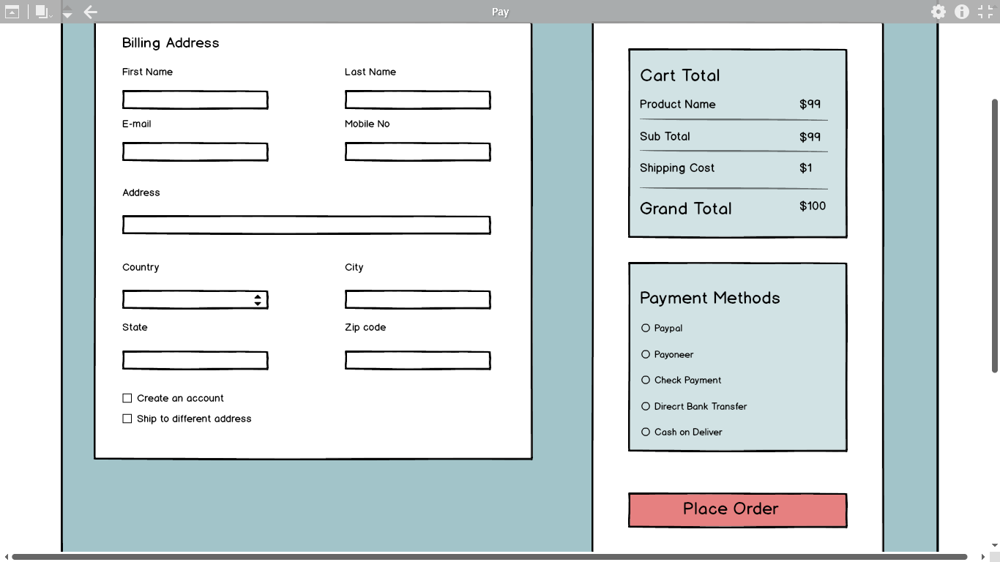 Pay
Billing Address
First Name
Last Name
E-mail
Mobile No
Address
Country
City
State
Zip code
Create an account
Ship to different address
Cart Total
Product Name $99
Sub Total $99
Shipping Cost $1
Grand Total $100
Payment Methods
Paypal
Payoneer
Check Payment
Direcrt Bank Transfer
Cash on Deliver
Place Order